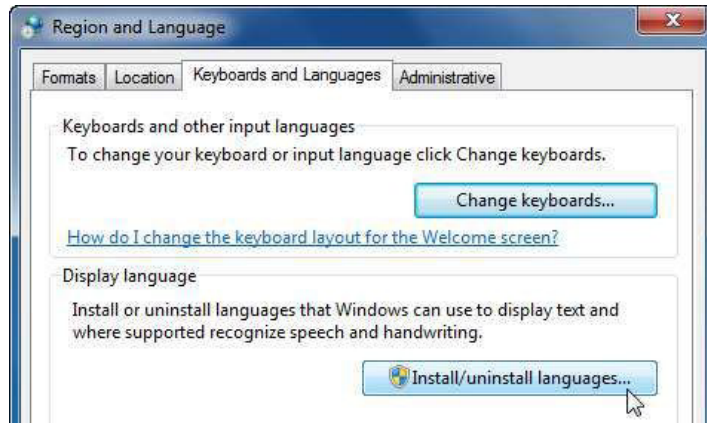 Region and Language
Formats Location Keyboards and Languages Administrative
Keyboards and other input languages
To change your keyboard or input language click Change keyboards.
Change keyboards...
How do I change the keyboard layout for the Welcome screen?
Display language
Install or uninstall languages that Windows can use to display text and
where supported recognize speech and handwriting.
Install/uninstall languages...